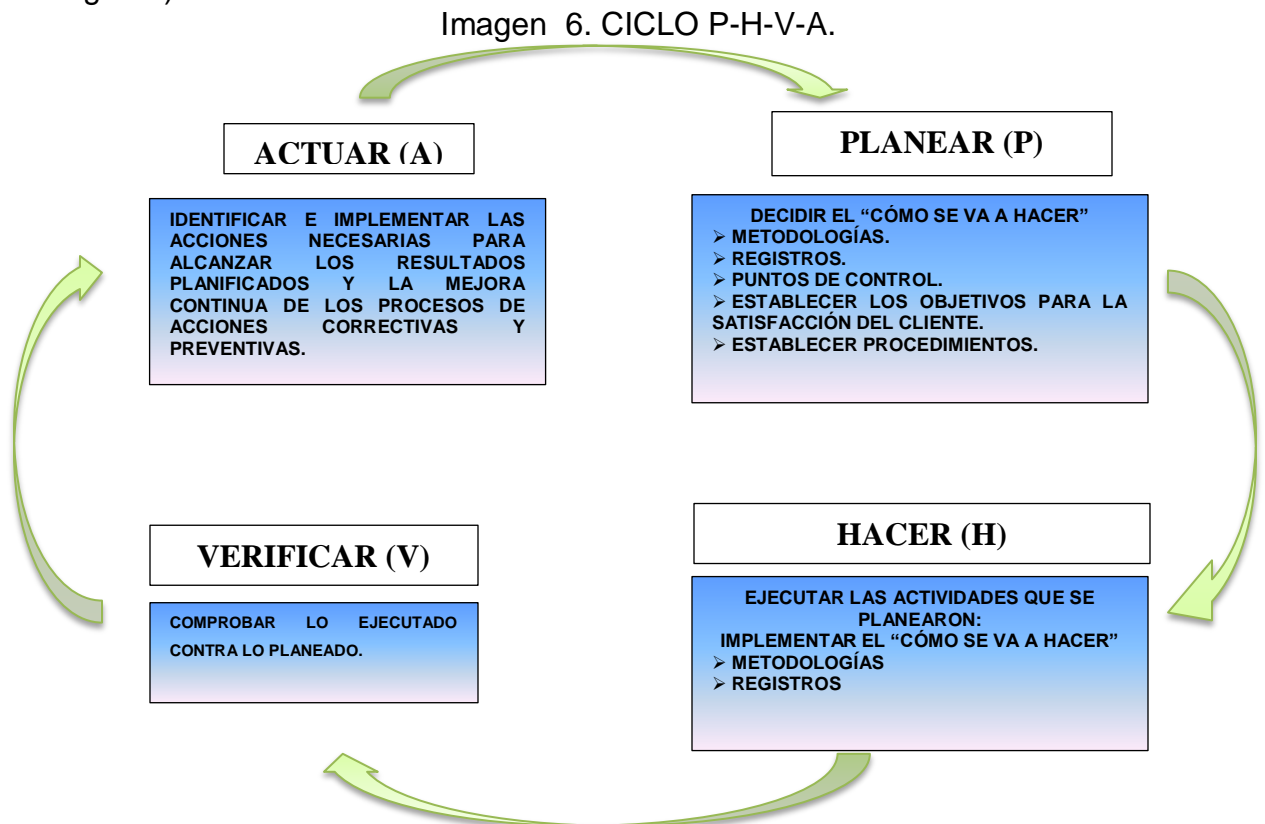 Imagen 6. CICLO P-H-V-A.
ACTUAR (A)
IDENTIFICAR E IMPLEMENTAR LAS
ACCIONES NECESARIAS PARA
ALCANZAR LOS RESULTADOS
PLANIFICADOS Y LA MEJORA
CONTINUA DE LOS PROCESOS DE
ACCIONES CORRECTIVAS Y
PREVENTIVAS.
PLANEAR (P)
DECIDIR EL “CÓMO SE VA A HACER”
➢ METODOLOGÍAS.
➢ REGISTROS.
➢ PUNTOS DE CONTROL.
➢ ESTABLECER LOS OBJETIVOS PARA LA
SATISFACCIÓN DEL CLIENTE.
➢ ESTABLECER PROCEDIMIENTOS.
VERIFICAR (V)
COMPROBAR LO EJECUTADO
CONTRA LO PLANEADO.
HACER (H)
EJECUTAR LAS ACTIVIDADES QUE SE
PLANEARON:
IMPLEMENTAR EL “CÓMO SE VA A HACER”
➢ METODOLOGÍAS
➢ REGISTROS